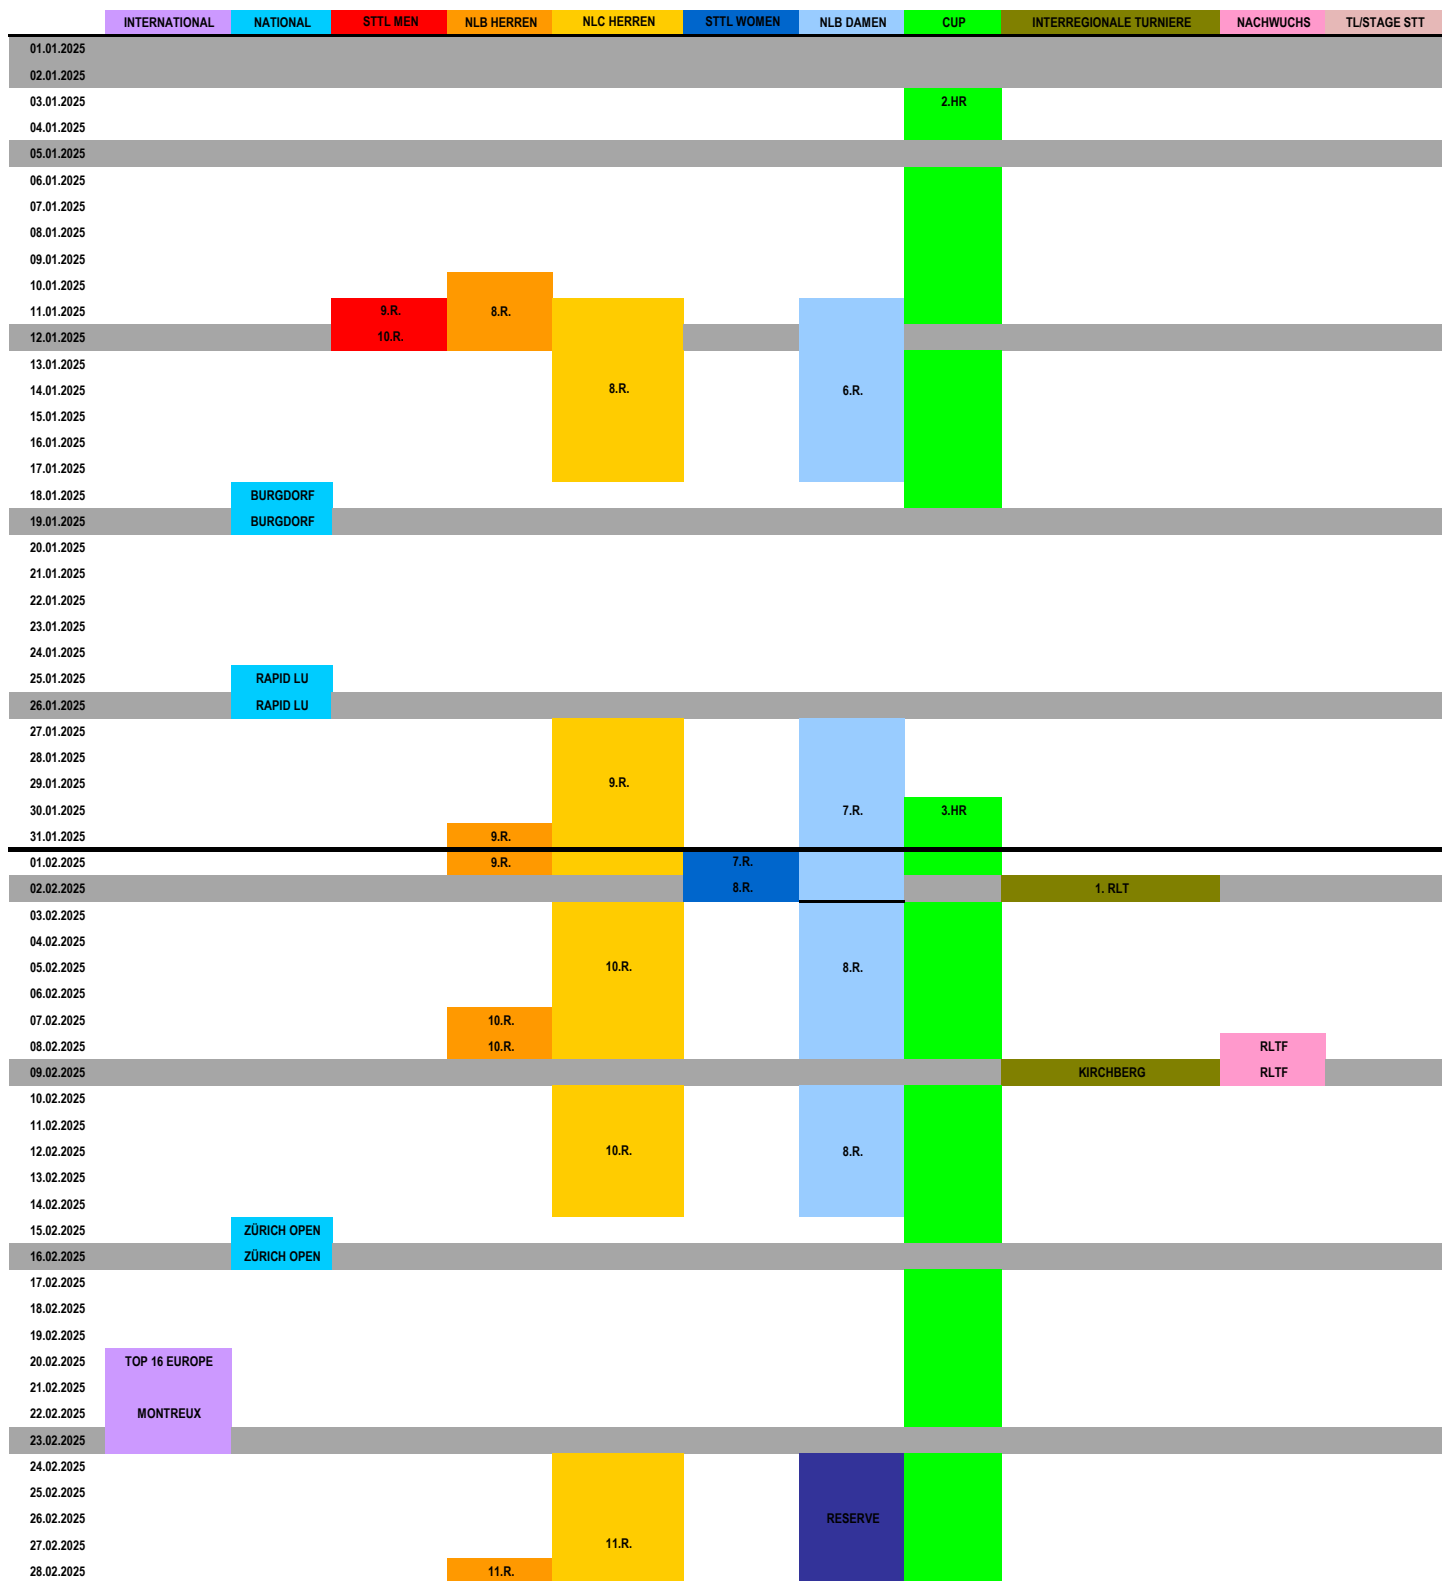 INTERNATIONAL NATIONAL STTL MEN NLB HERREN NLC HERREN STTL WOMEN NLB DAMEN CUP INTERREGIONALE TURNIERE NACHWUCHS TL/STAGE STT
01.01.2025
02.01.2025
03.01.2025 2.HR
04.01.2025
05.01.2025
06.01.2025
07.01.2025
08.01.2025
09.01.2025
10.01.2025
11.01.2025 9.R. 8.R.
12.01.2025 10.R.
13.01.2025
14.01.2025 8.R. 6.R.
15.01.2025
16.01.2025
17.01.2025
18.01.2025 BURGDORF
19.01.2025 BURGDORF
20.01.2025
21.01.2025
22.01.2025
23.01.2025
24.01.2025
25.01.2025 RAPID LU
26.01.2025 RAPID LU
27.01.2025
28.01.2025
29.01.2025 9.R.
30.01.2025 7.R. 3.HR
31.01.2025 9.R.
01.02.2025 9.R. 7.R.
02.02.2025 8.R. 1. RLT
03.02.2025
04.02.2025
05.02.2025 10.R. 8.R.
06.02.2025
07.02.2025 10.R.
08.02.2025 10.R. RLTF
09.02.2025 KIRCHBERG RLTF
10.02.2025
11.02.2025
12.02.2025 10.R. 8.R.
13.02.2025
14.02.2025
15.02.2025 ZÜRICH OPEN
16.02.2025 ZÜRICH OPEN
17.02.2025
18.02.2025
19.02.2025
20.02.2025 TOP 16 EUROPE
21.02.2025
22.02.2025 MONTREUX
23.02.2025
24.02.2025
25.02.2025
26.02.2025 RESERVE
27.02.2025 11.R.
28.02.2025 11.R.